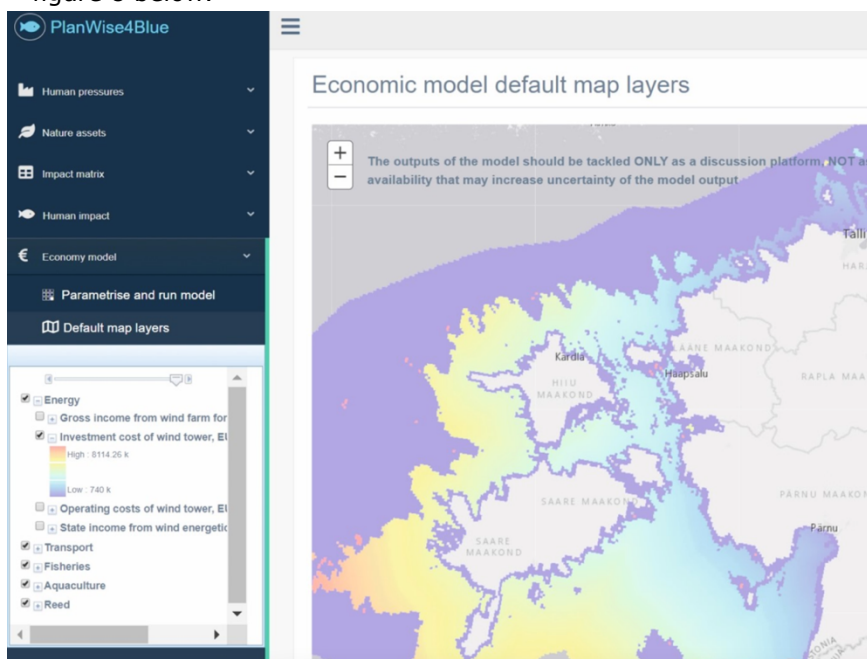 PlanWise4Blue
Human pressures
Nature assets
Impact matrix
Human impact
€ Economy model
Parametrise and run model
Default map layers
Energy
Gross income from wind farm for
Investment cost of wind tower, EU
High : 8114.26 k
Low : 740 k
Operating costs of wind tower, EU
State income from wind energetic
Transport
Fisheries
Aquaculture
Reed
Economic model default map layers
+
−
The outputs of the model should be tackled ONLY as a discussion platform, NOT as
availability that may increase uncertainty of the model output
Talli
HAR
LÄÄNE MAAKOND
Kärdla
Haapsalu
HIIU
MAAKOND
RAPLA MAA
SAARE MAAKOND
PÄRNU MAAKON
SAARE
MAAKOND
Pärnu